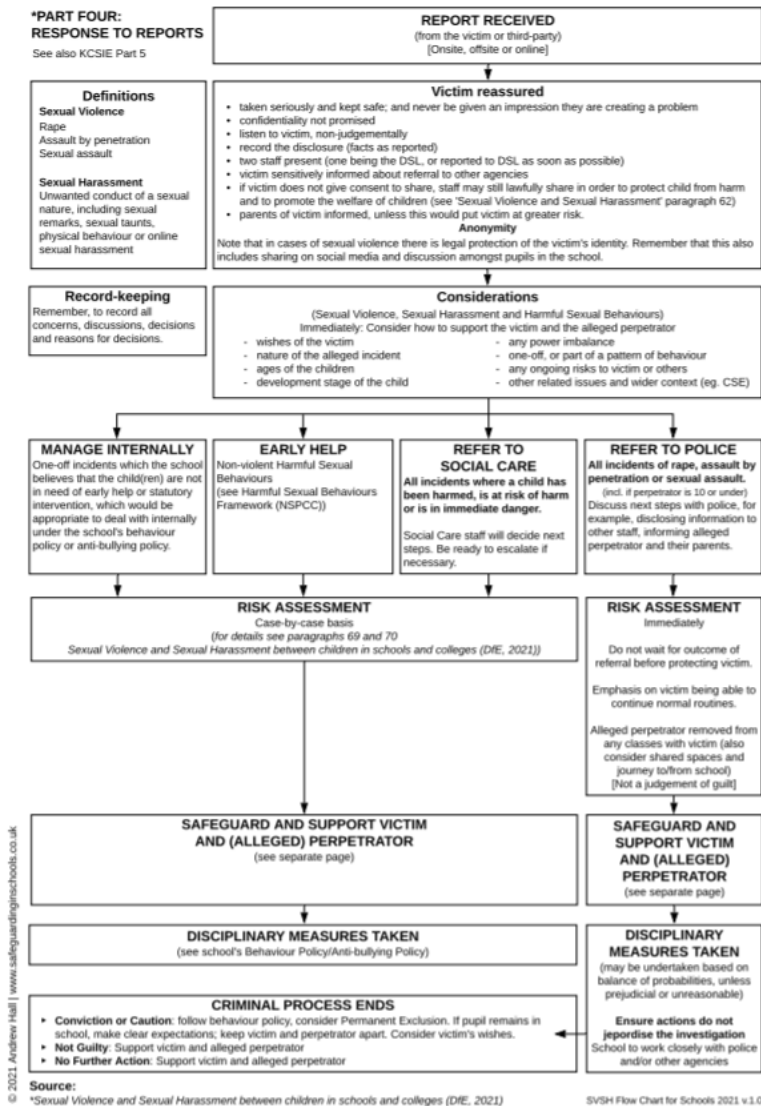 *PART FOUR:
RESPONSE TO REPORTS
See also KCSIE Part 5
REPORT RECEIVED
(from the victim or third-party)
[Onsite, offsite or online]
Definitions
Sexual Violence
Rape
Assault by penetration
Sexual assault
Sexual Harassment
Unwanted conduct of a sexual
nature, including sexual
remarks, sexual taunts,
physical behaviour or online
sexual harassment
Victim reassured
• taken seriously and kept safe; and never be given an impression they are creating a problem
• confidentiality not promised
• listen to victim, non-judgementally
• record the disclosure (facts as reported)
• two staff present (one being the DSL, or reported to DSL as soon as possible)
• victim sensitively informed about referral to other agencies
• if victim does not give consent to share, staff may still lawfully share in order to protect child from harm
and to promote the welfare of children (see 'Sexual Violence and Sexual Harassment' paragraph 62)
• parents of victim informed, unless this would put victim at greater risk.
Anonymity
Note that in cases of sexual violence there is legal protection of the victim's identity. Remember that this also
includes sharing on social media and discussion amongst pupils in the school.
Record-keeping
Remember, to record all
concerns, discussions, decisions
and reasons for decisions.
Considerations
(Sexual Violence, Sexual Harassment and Harmful Sexual Behaviours)
Immediately: Consider how to support the victim and the alleged perpetrator
- wishes of the victim
- nature of the alleged incident
- ages of the children
- development stage of the child
- any power imbalance
- one-off, or part of a pattern of behaviour
- any ongoing risks to victim or others
- other related issues and wider context (eg. CSE)
MANAGE INTERNALLY
One-off incidents which the school
believes that the child(ren) are not
in need of early help or statutory
intervention, which would be
appropriate to deal with internally
under the school's behaviour
policy or anti-bullying policy.
EARLY HELP
Non-violent Harmful Sexual
Behaviours
(see Harmful Sexual Behaviours
Framework (NSPCC))
REFER TO
SOCIAL CARE
All incidents where a child has
been harmed, is at risk of harm
or is in immediate danger.
Social Care staff will decide next
steps. Be ready to escalate if
necessary.
REFER TO POLICE
All incidents of rape, assault by
penetration or sexual assault.
(incl. if perpetrator is 10 or under)
Discuss next steps with police, for
example, disclosing information to
other staff, informing alleged
perpetrator and their parents.
RISK ASSESSMENT
Case-by-case basis
(for details see paragraphs 69 and 70
Sexual Violence and Sexual Harassment between children in schools and colleges (DfE, 2021))
RISK ASSESSMENT
Immediately
Do not wait for outcome of
referral before protecting victim.
Emphasis on victim being able to
continue normal routines.
Alleged perpetrator removed from
any classes with victim (also
consider shared spaces and
journey to/from school)
[Not a judgement of guilt]
SAFEGUARD AND SUPPORT VICTIM
AND (ALLEGED) PERPETRATOR
(see separate page)
SAFEGUARD AND
SUPPORT VICTIM
AND (ALLEGED)
PERPETRATOR
(see separate page)
DISCIPLINARY MEASURES TAKEN
(see school's Behaviour Policy/Anti-bullying Policy)
DISCIPLINARY
MEASURES TAKEN
(may be undertaken based on
balance of probabilities, unless
prejudicial or unreasonable)
Ensure actions do not
jepordise the investigation
School to work closely with police
and/or other agencies
CRIMINAL PROCESS ENDS
‣ Conviction or Caution: follow behaviour policy, consider Permanent Exclusion. If pupil remains in
school, make clear expectations; keep victim and perpetrator apart. Consider victim's wishes.
‣ Not Guilty: Support victim and alleged perpetrator
‣ No Further Action: Support victim and alleged perpetrator
© 2021 Andrew Hall | www.safeguardinginschools.co.uk
Source:
*Sexual Violence and Sexual Harassment between children in schools and colleges (DfE, 2021)
SVSH Flow Chart for Schools 2021 v.1.0